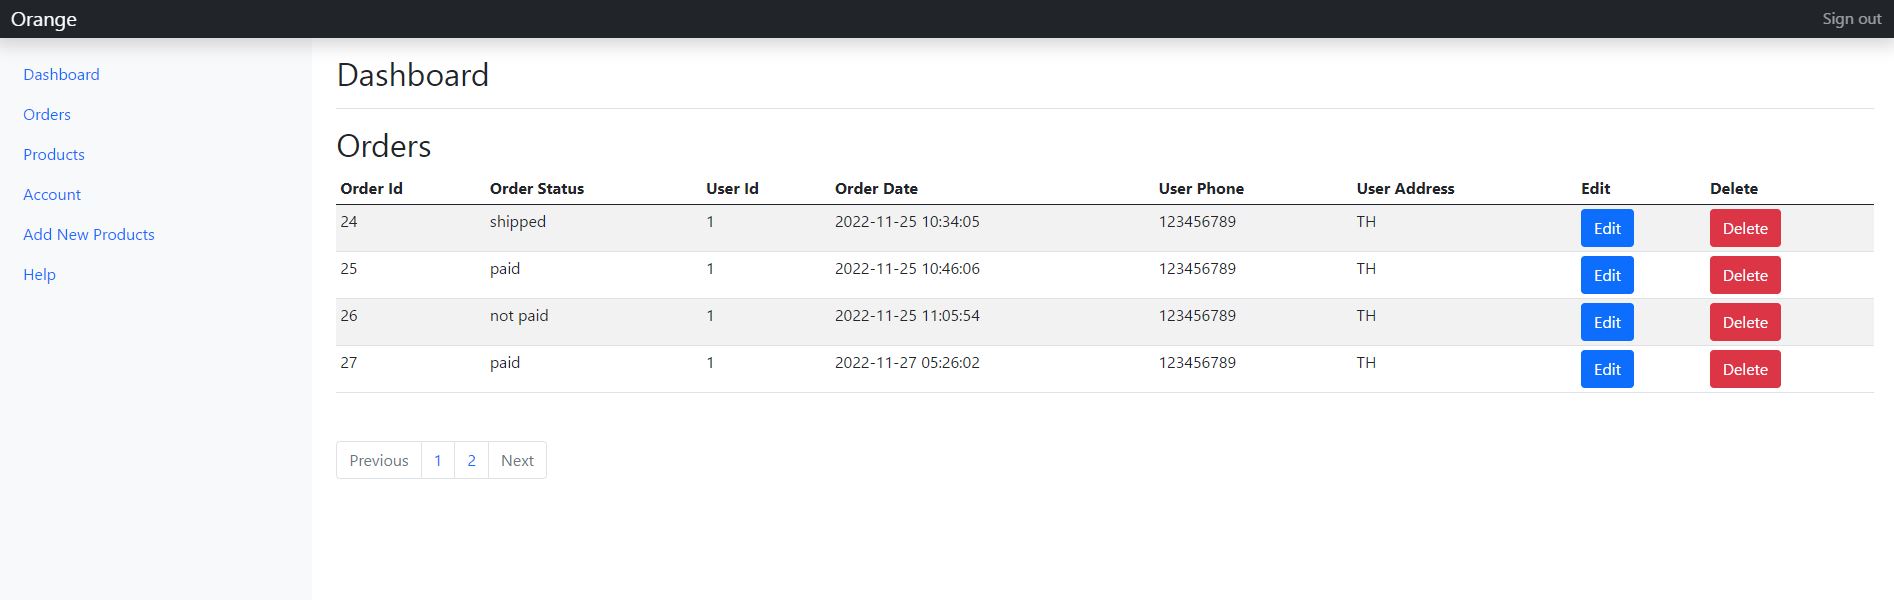 Orange Sign out
Dashboard
Orders
Products
Account
Add New Products
Help
Dashboard
Orders
Order Id Order Status User Id Order Date User Phone User Address Edit Delete
24 shipped 1 2022-11-25 10:34:05 123456789 TH Edit Delete
25 paid 1 2022-11-25 10:46:06 123456789 TH Edit Delete
26 not paid 1 2022-11-25 11:05:54 123456789 TH Edit Delete
27 paid 1 2022-11-27 05:26:02 123456789 TH Edit Delete
Previous 1 2 Next